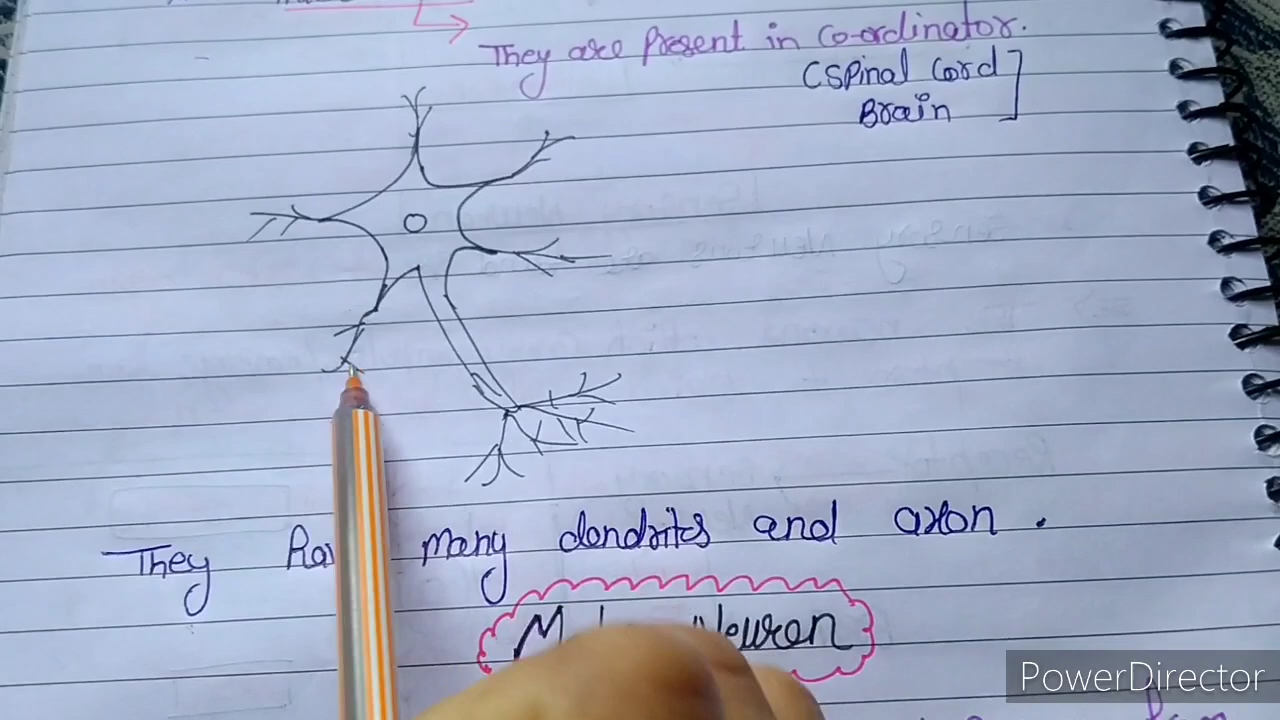 They are Present in Co-ordinator.
(Spinal Cord
Brain]
They many dendrites and axon.
Neuron
PowerDirector